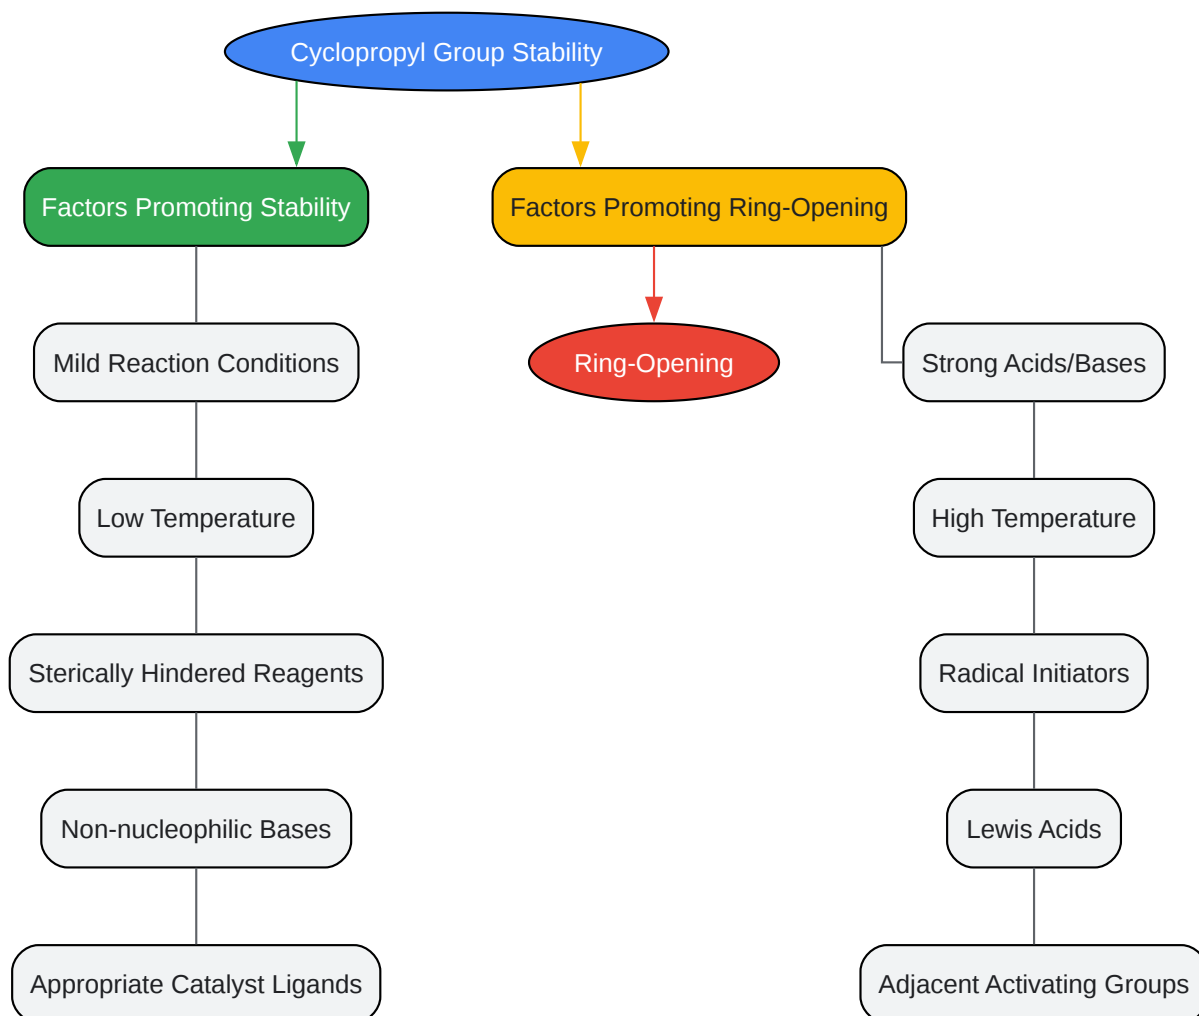 Cyclopropyl Group Stability
Factors Promoting Stability
Factors Promoting Ring-Opening
Mild Reaction Conditions
Ring-Opening
Strong Acids/Bases
Low Temperature
High Temperature
Sterically Hindered Reagents
Radical Initiators
Non-nucleophilic Bases
Lewis Acids
Appropriate Catalyst Ligands
Adjacent Activating Groups